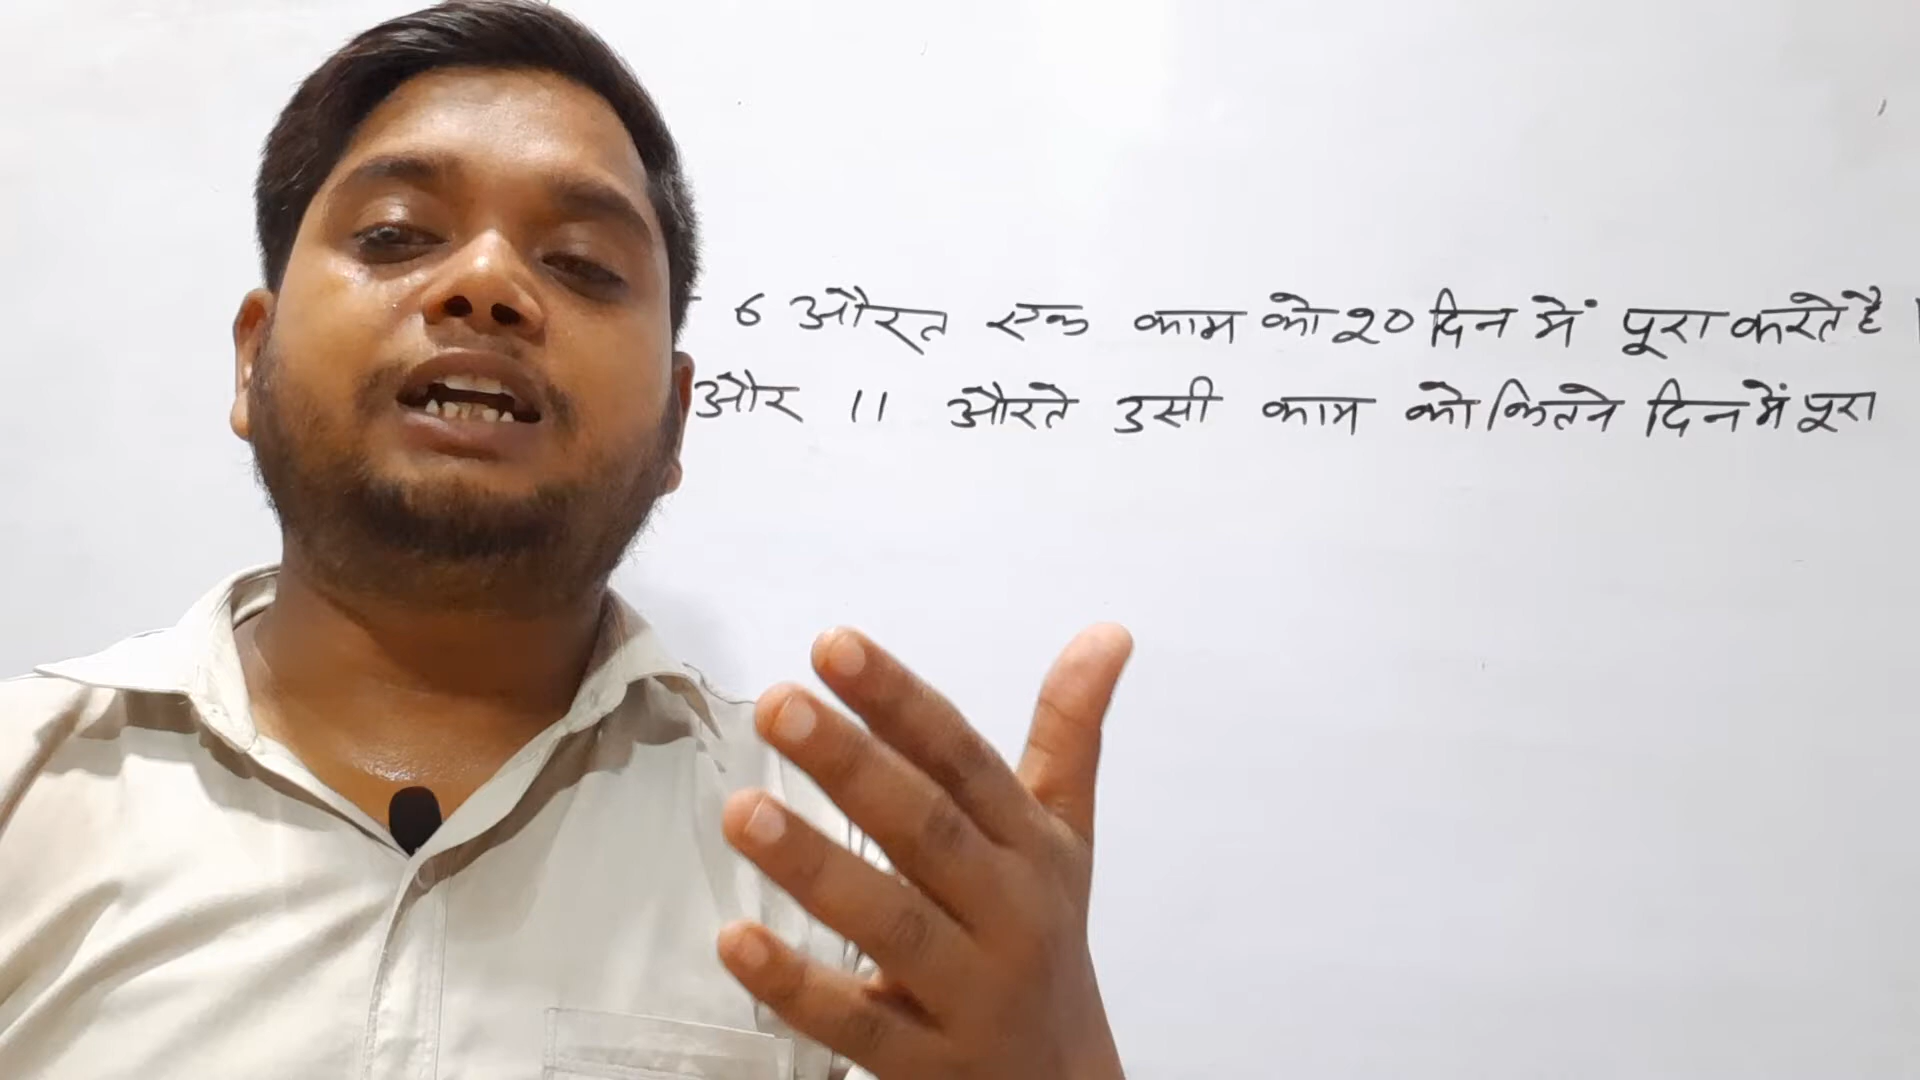 6 औरत एक काम को 20 दिन में पूरा करते है।
और 11 औरते उसी काम को कितने दिन में पूरा